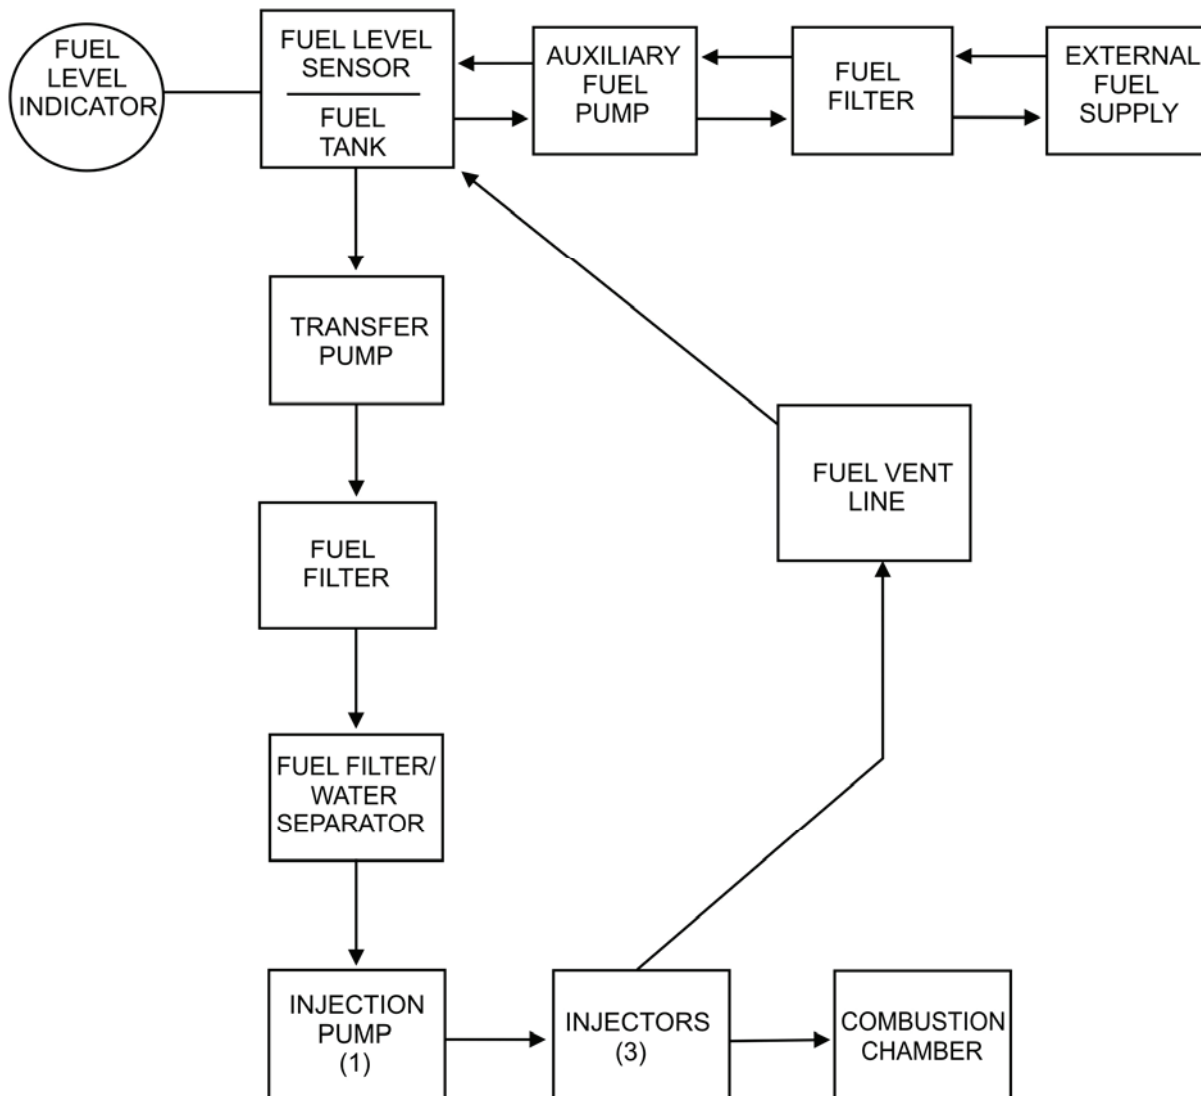 FUEL
LEVEL
INDICATOR
FUEL LEVEL
SENSOR
FUEL
TANK
AUXILIARY
FUEL
PUMP
FUEL
FILTER
EXTERNAL
FUEL
SUPPLY
TRANSFER
PUMP
FUEL VENT
LINE
FUEL
FILTER
FUEL FILTER/
WATER
SEPARATOR
INJECTION
PUMP
(1)
INJECTORS
(3)
COMBUSTION
CHAMBER